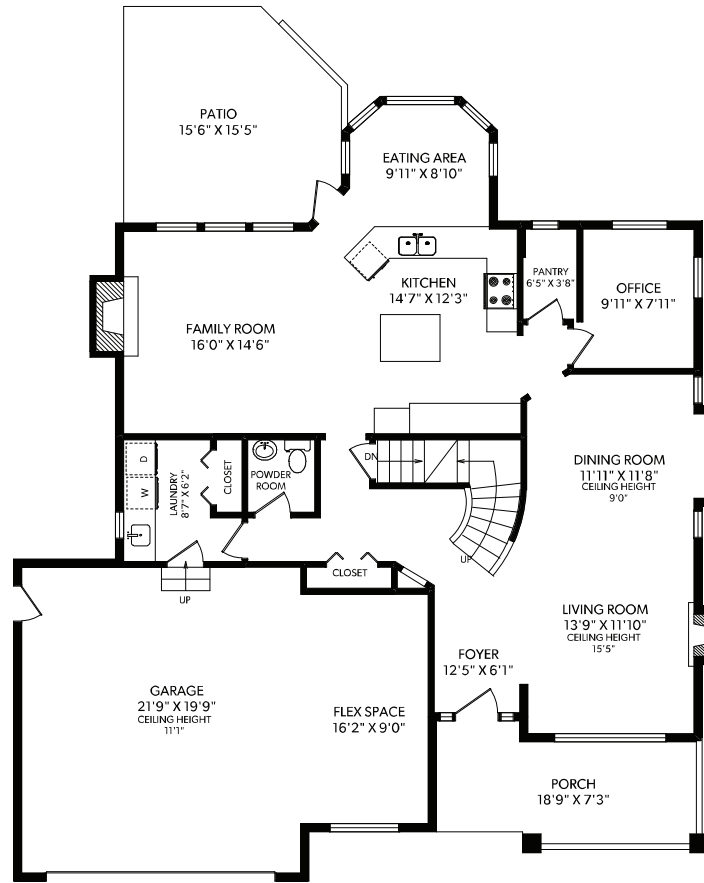 PATIO
15'6" X 15'5"
EATING AREA
9'11" X 8'10"
KITCHEN
14'7" X 12'3"
PANTRY
6'5" X 3'8"
OFFICE
9'11" X 7'11"
FAMILY ROOM
16'0" X 14'6"
D
W
LAUNDRY
8'7" X 6'2"
CLOSET
POWDER
ROOM
DN
DINING ROOM
11'11" X 11'8"
CEILING HEIGHT
9'0"
UP
CLOSET
UP
LIVING ROOM
13'9" X 11'10"
CEILING HEIGHT
15'5"
FOYER
12'5" X 6'1"
GARAGE
21'9" X 19'9"
CEILING HEIGHT
11'1"
FLEX SPACE
16'2" X 9'0"
PORCH
18'9" X 7'3"